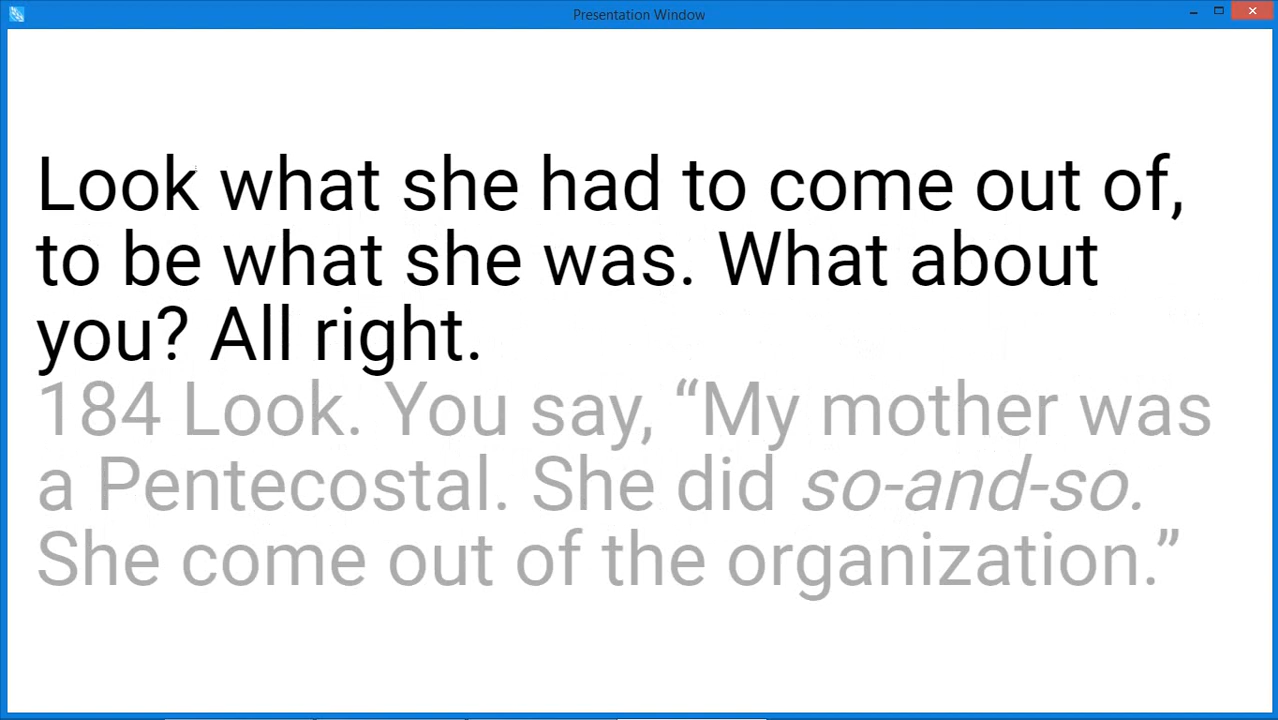 Presentation Window
Look what she had to come out of,
to be what she was. What about
you? All right.
184 Look. You say, “My mother was
a Pentecostal. She did so-and-so.
She come out of the organization.”